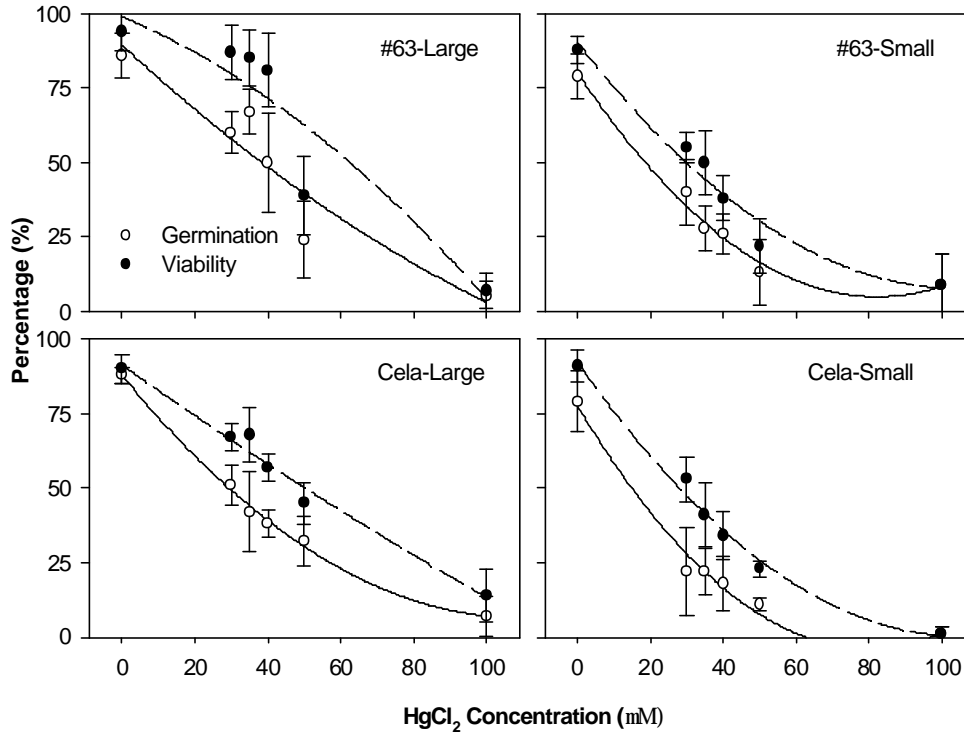 100
75
50
25
0
#63-Large
Germination
Viability
#63-Small
Percentage (%)
100
75
50
25
0
Cela-Large
Cela-Small
0 20 40 60 80 100
0 20 40 60 80 100
HgCl₂ Concentration (mM)